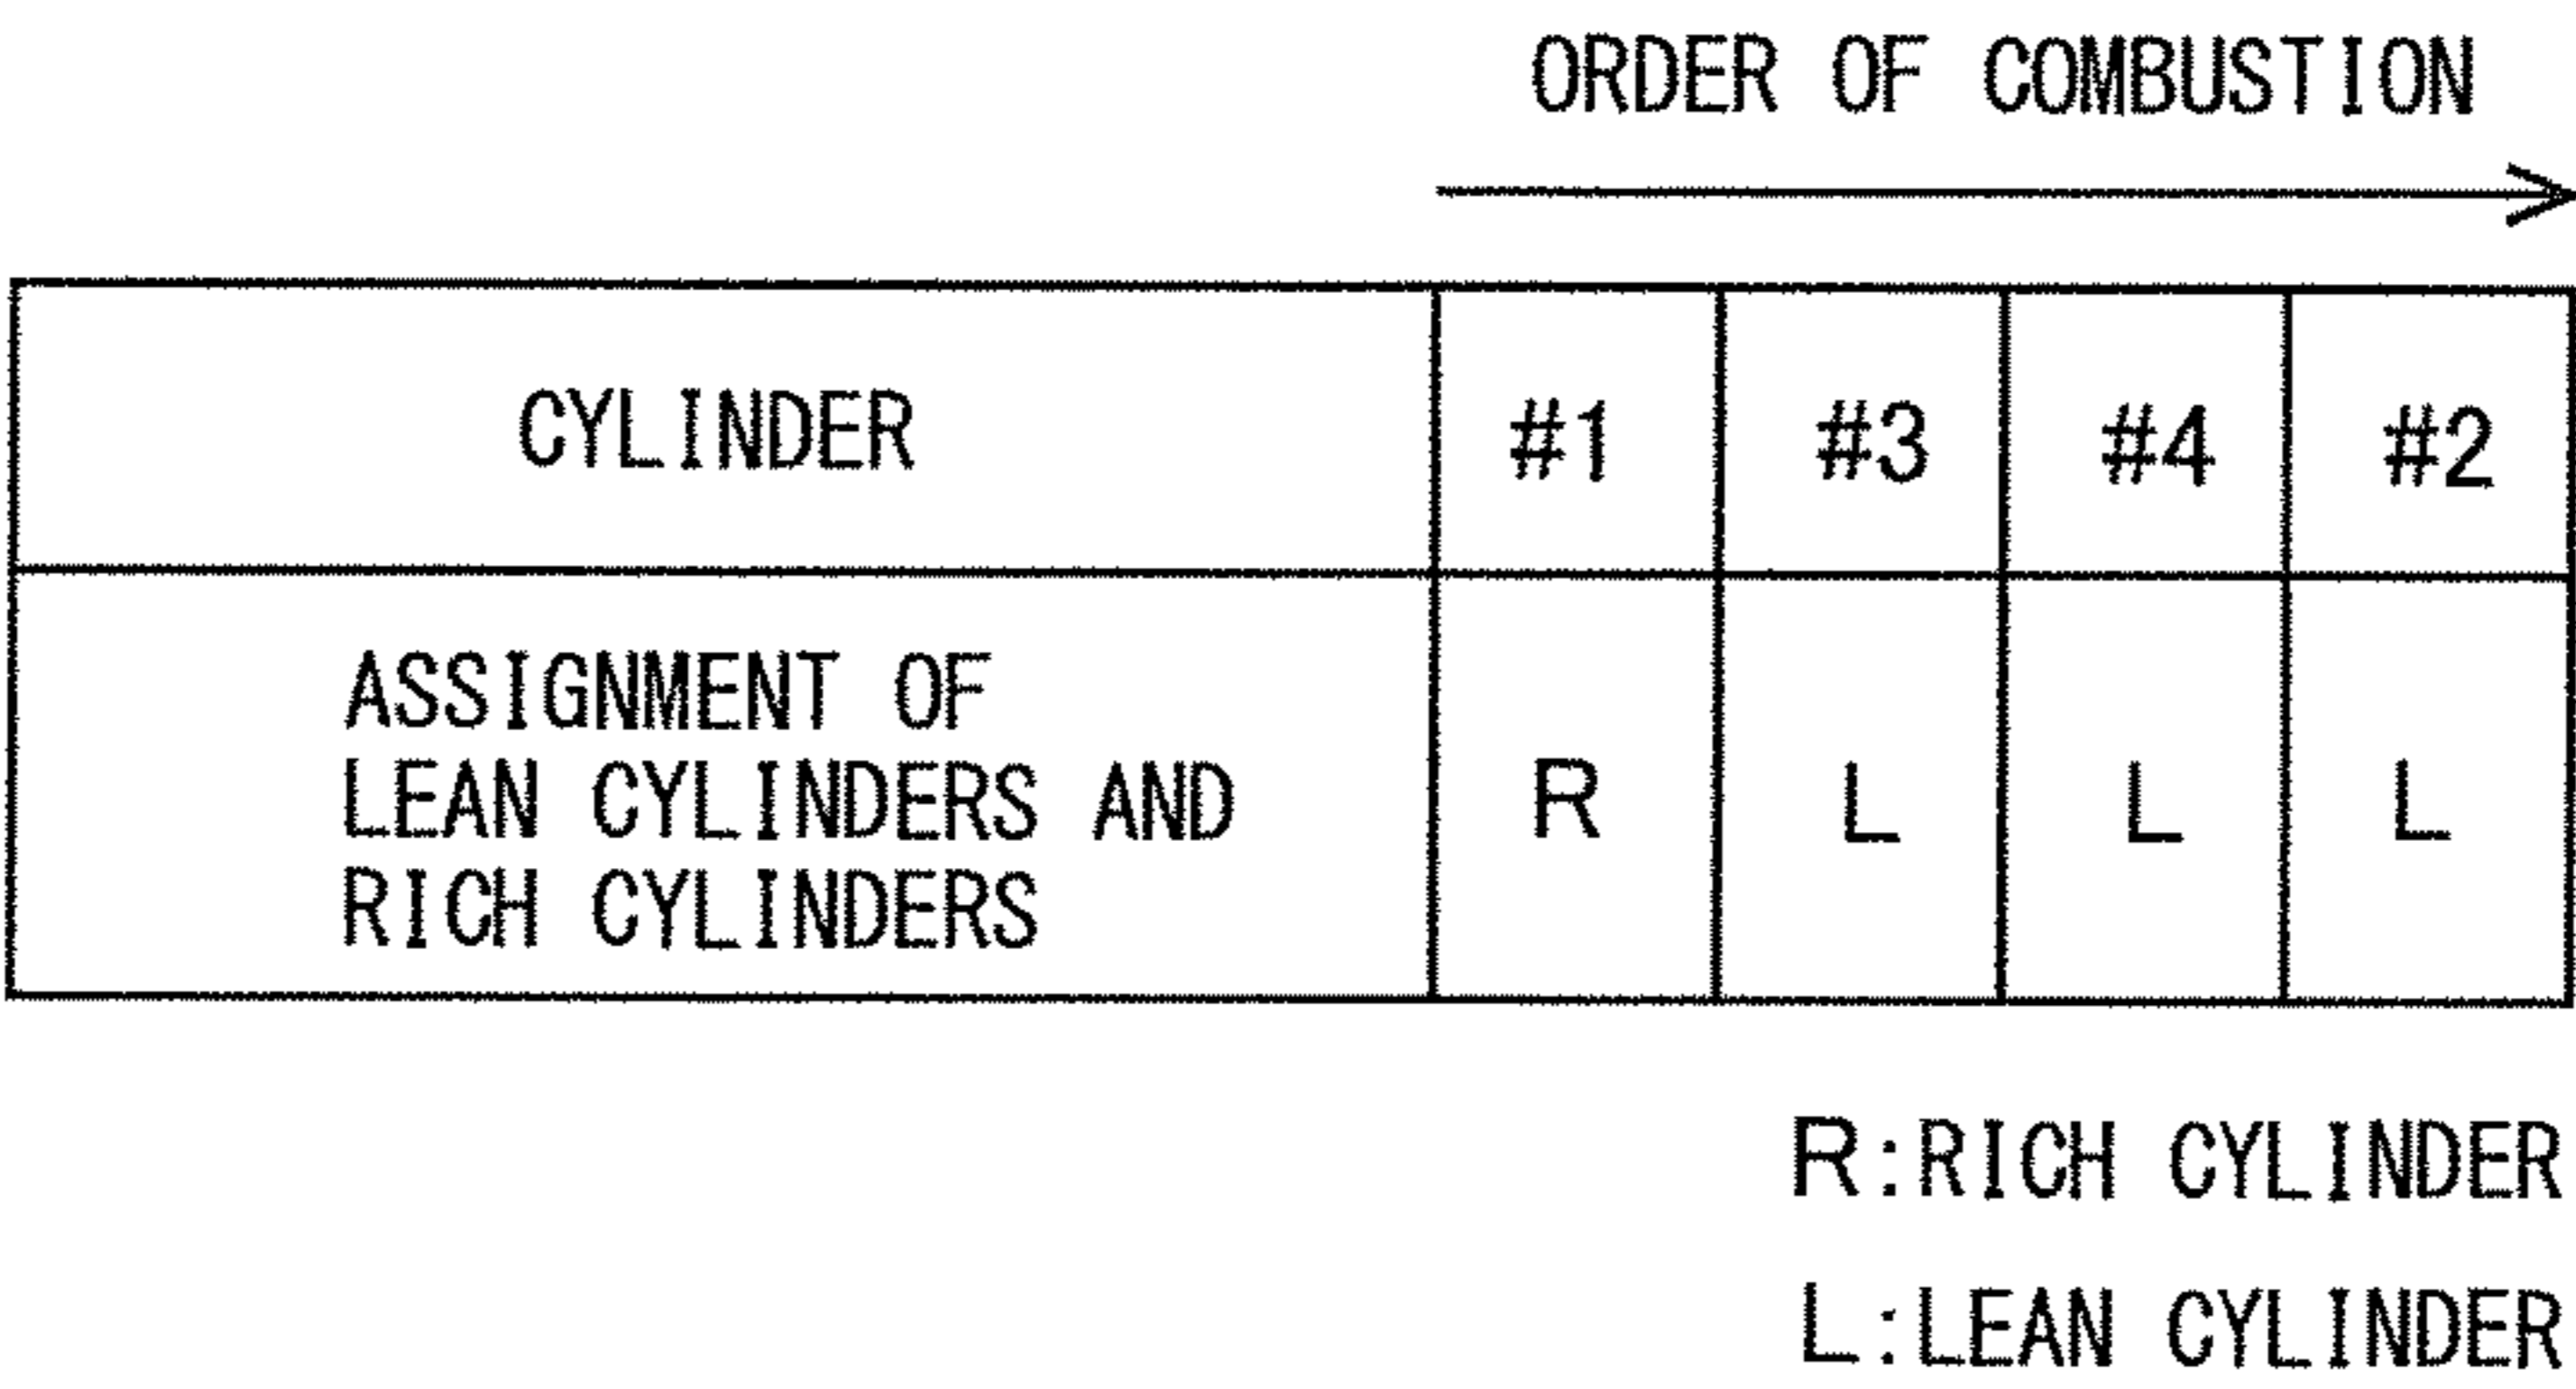 ORDER OF COMBUSTION
CYLINDER #1 #3 #4 #2
ASSIGNMENT OF
LEAN CYLINDERS AND R L L L
RICH CYLINDERS
R:RICH CYLINDER
L:LEAN CYLINDER